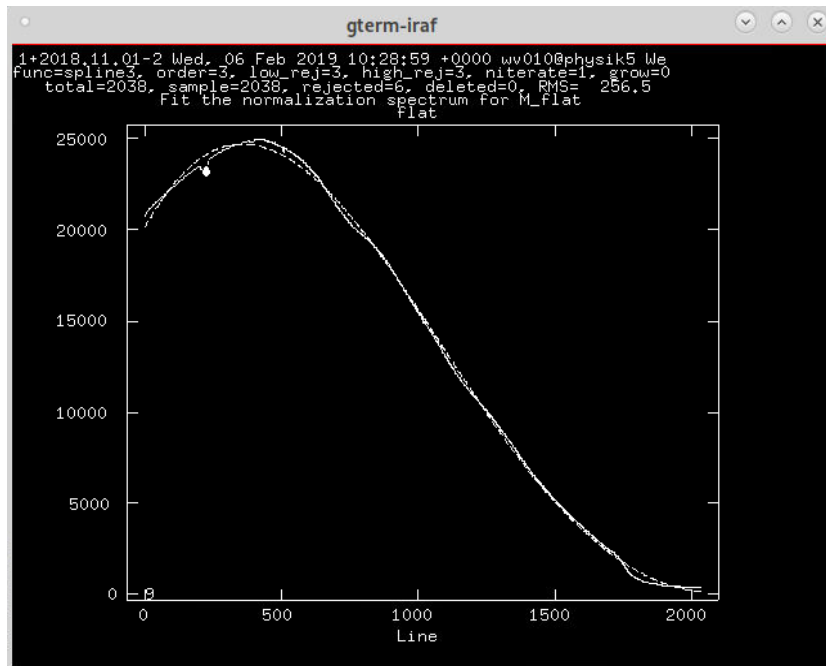 gterm-iraf
1+2018.11.01-2 Wed, 06 Feb 2019 10:28:59 +0000 wv010@physik5 We
func=spline3, order=3, low_rej=3, high_rej=3, niterate=1, grow=0
total=2038, sample=2038, rejected=6, deleted=0, RMS= 256.5
Fit the normalization spectrum for M_flat
flat
25000
20000
15000
10000
5000
0
0 500 1000 1500 2000
Line